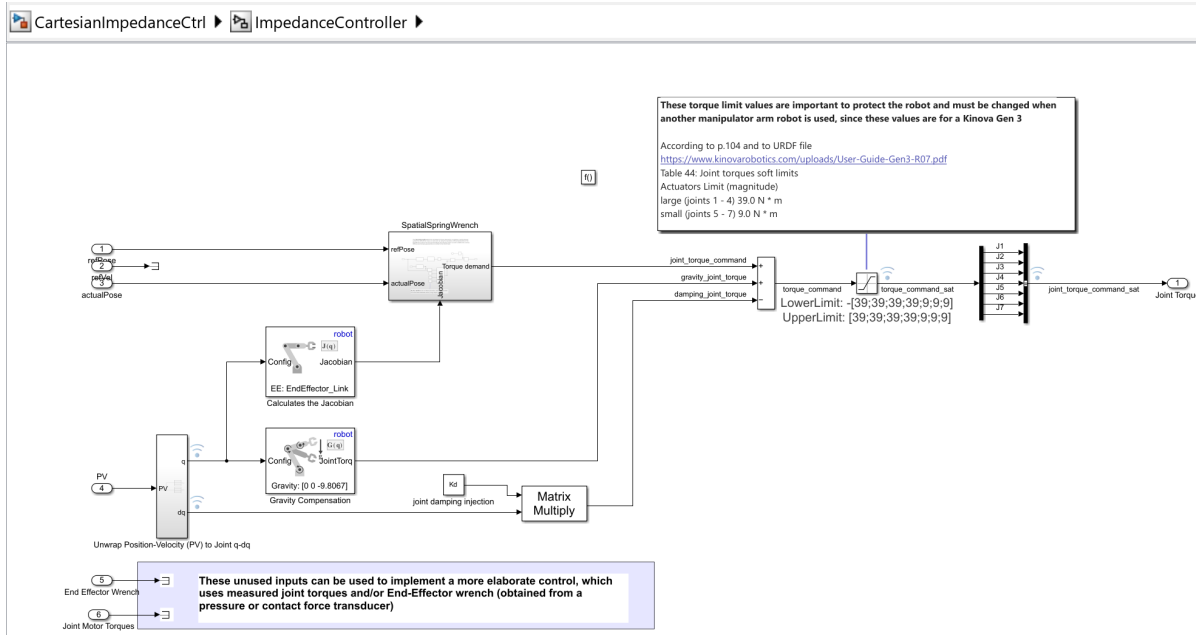 CartesianImpedanceCtrl ImpedanceController
These torque limit values are important to protect the robot and must be changed when
another manipulator arm robot is used, since these values are for a Kinova Gen 3
According to p.104 and to URDF file
https://www.kinovarobotics.com/uploads/User-Guide-Gen3-R07.pdf
Table 44: Joint torques soft limits
Actuators Limit (magnitude)
large (joints 1 - 4) 39.0 N * m
small (joints 5 - 7) 9.0 N * m
f()
SpatialSpringWrench
1
refPose
2
refVel
3
actualPose
refPose
actualPose
Torque demand
Jacobian
joint_torque_command
gravity_joint_torque
damping_joint_torque
+
+
−
torque_command
torque_command_sat
LowerLimit: -[39;39;39;39;9;9;9]
UpperLimit: [39;39;39;39;9;9;9]
J1
J2
J3
J4
J5
J6
J7
joint_torque_command_sat
1
Joint Torqu
robot
J(q)
Config
Jacobian
EE: EndEffector_Link
Calculates the Jacobian
robot
G(q)
Config
JointTorq
Gravity: [0 0 -9.8067]
Gravity Compensation
PV
4
PV
q
dq
Unwrap Position-Velocity (PV) to Joint q-dq
Kd
joint damping injection
Matrix
Multiply
5
End Effector Wrench
6
Joint Motor Torques
These unused inputs can be used to implement a more elaborate control, which
uses measured joint torques and/or End-Effector wrench (obtained from a
pressure or contact force transducer)